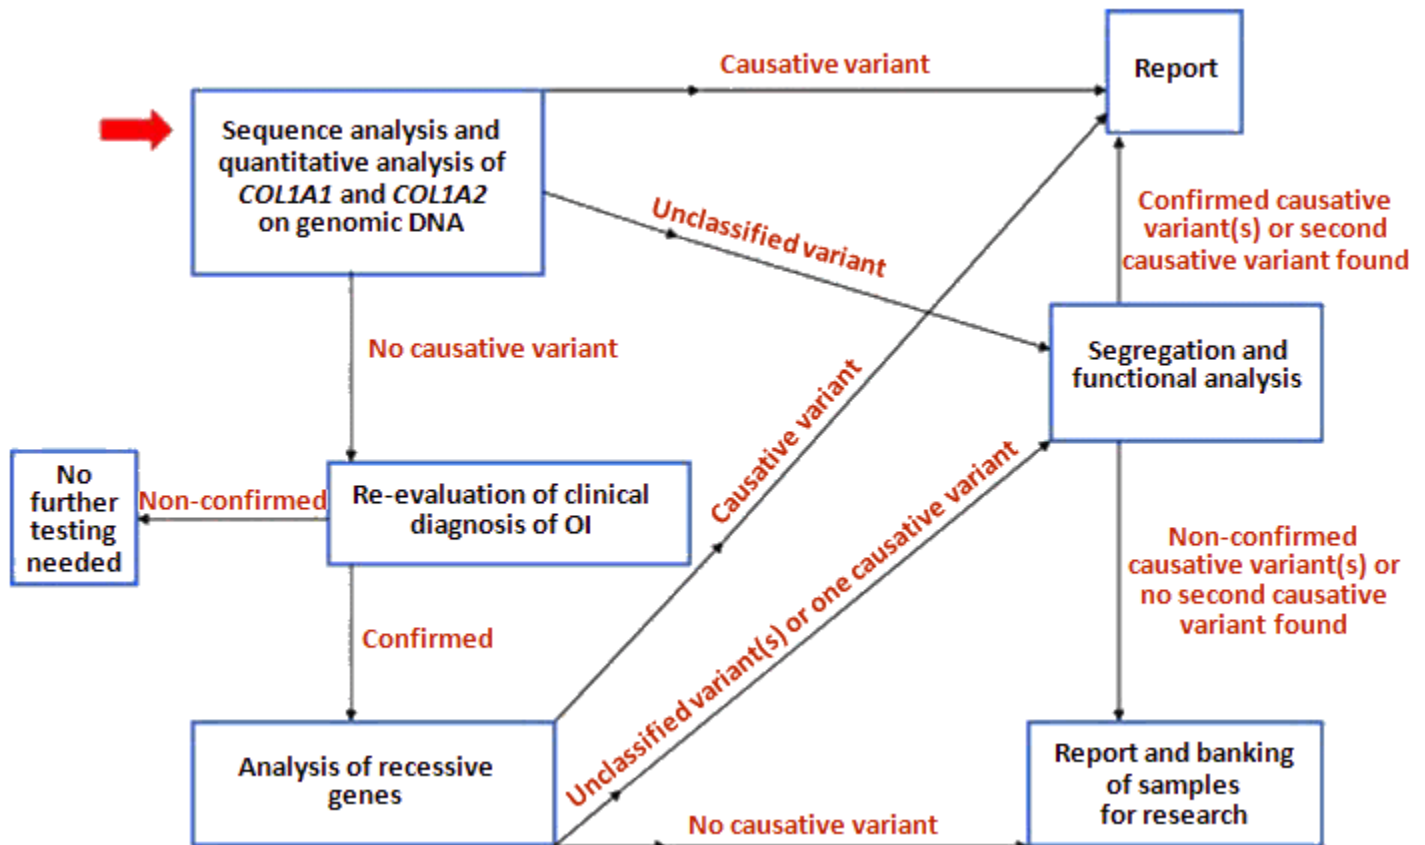 Causative variant
Report
Sequence analysis and
quantitative analysis of
COL1A1 and COL1A2
on genomic DNA
Unclassified variant
Confirmed causative
variant(s) or second
causative variant found
No causative variant
Segregation and
functional analysis
Causative variant
No
further
testing
needed
Non-confirmed
Re-evaluation of clinical
diagnosis of OI
Unclassified variant(s) or one causative variant
Non-confirmed
causative variant(s) or
no second causative
variant found
Confirmed
Analysis of recessive
genes
Report and banking
of samples
for research
No causative variant